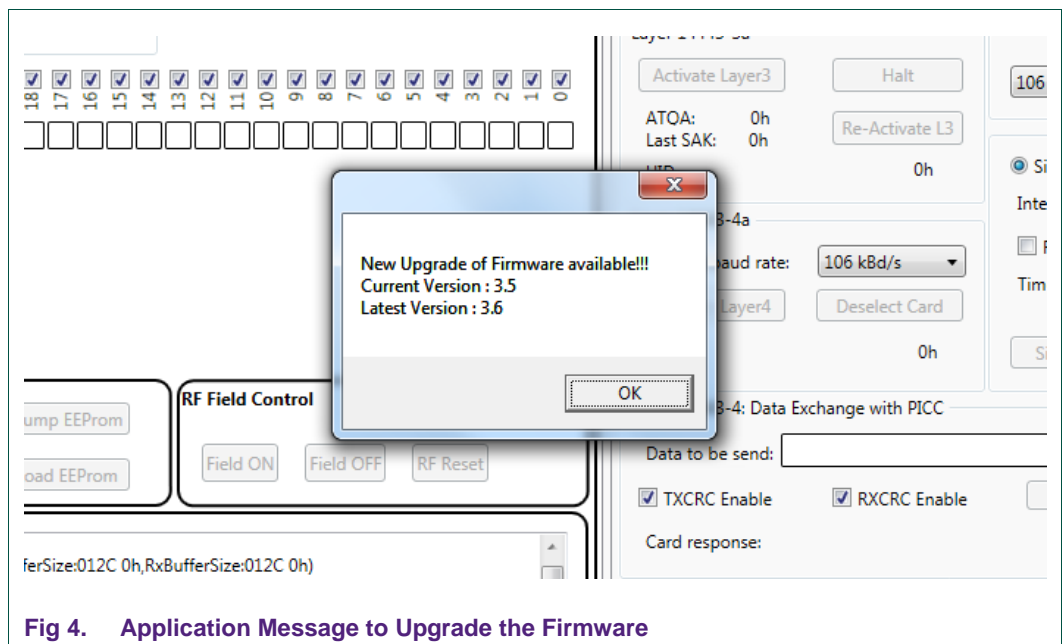 18 17 16 15 14 13 12 11 10 9 8 7 6 5 4 3 2 1 0
Activate Layer3
Halt
106
ATQA: 0h
Last SAK: 0h
Re-Activate L3
0h
Si
Inte
New Upgrade of Firmware available!!!
Current Version : 3.5
Latest Version : 3.6
OK
3-4a
baud rate:
106 kBd/s
Tim
Layer4
Deselect Card
0h
Si
ump EEProm
oad EEProm
RF Field Control
Field ON
Field OFF
RF Reset
3-4: Data Exchange with PICC
Data to be send:
TXCRC Enable
RXCRC Enable
Card response:
ferSize:012C 0h,RxBufferSize:012C 0h)
Fig 4. Application Message to Upgrade the Firmware